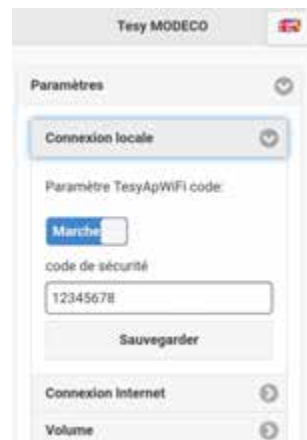 Tesy MODECO
Paramètres
Connexion locale
Paramètre TesyApWiFi code:
Marche
code de sécurité
12345678
Sauvegarder
Connexion Internet
Volume